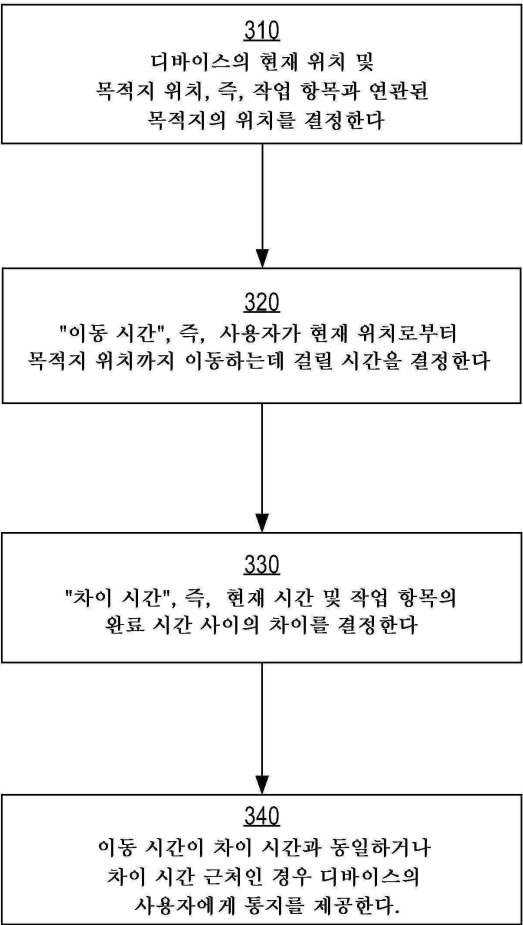 310
디바이스의 현재 위치 및
목적지 위치, 즉, 작업 항목과 연관된
목적지의 위치를 결정한다
320
"이동 시간", 즉, 사용자가 현재 위치로부터
목적지 위치까지 이동하는데 걸릴 시간을 결정한다
330
"차이 시간", 즉, 현재 시간 및 작업 항목의
완료 시간 사이의 차이를 결정한다
340
이동 시간이 차이 시간과 동일하거나
차이 시간 근처인 경우 디바이스의
사용자에게 통지를 제공한다.